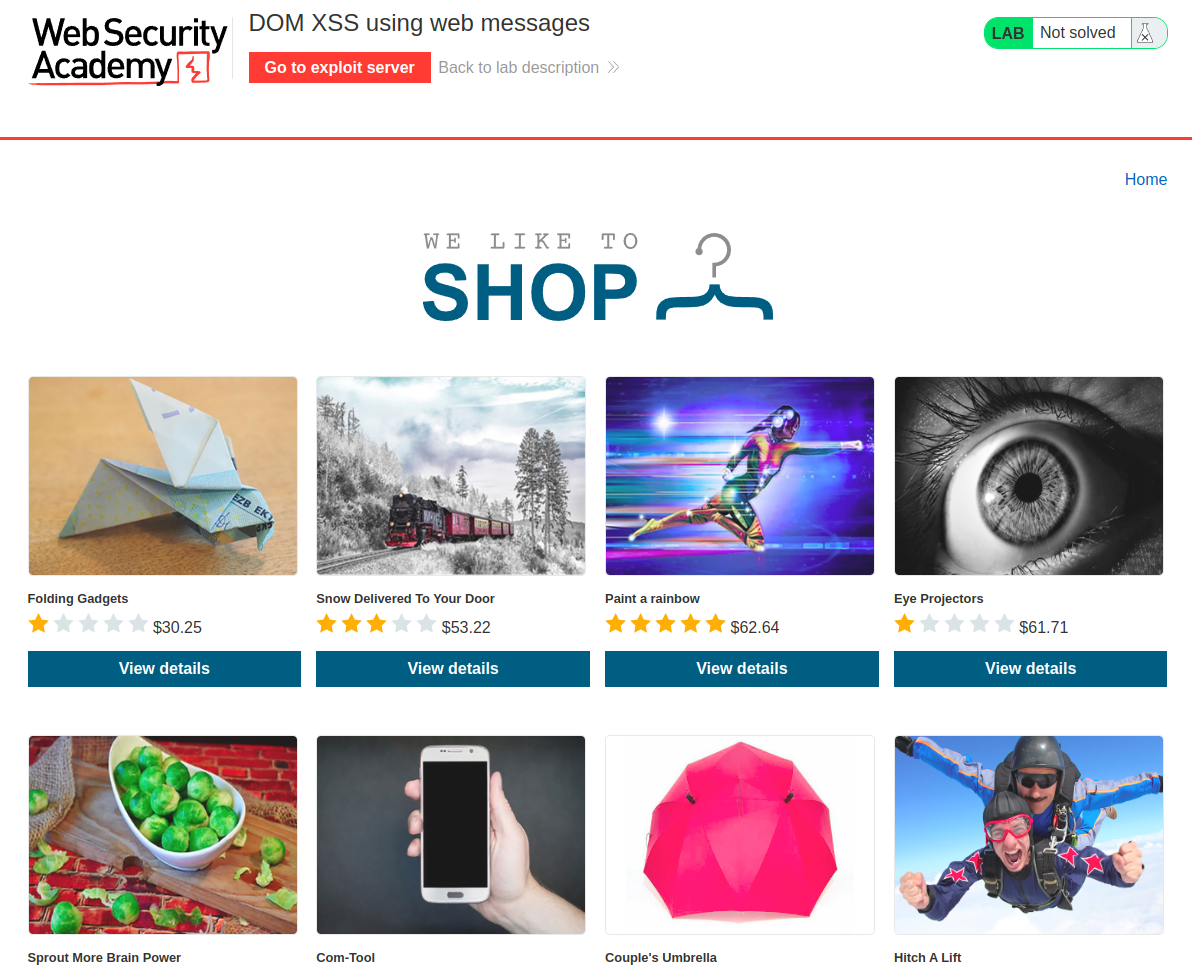 Web Security
Academy
DOM XSS using web messages
Go to exploit server
Back to lab description
LAB
Not solved
Home
WE LIKE TO
SHOP
Folding Gadgets
$30.25
View details
Snow Delivered To Your Door
$53.22
View details
Paint a rainbow
$62.64
View details
Eye Projectors
$61.71
View details
Sprout More Brain Power
Com-Tool
Couple's Umbrella
Hitch A Lift